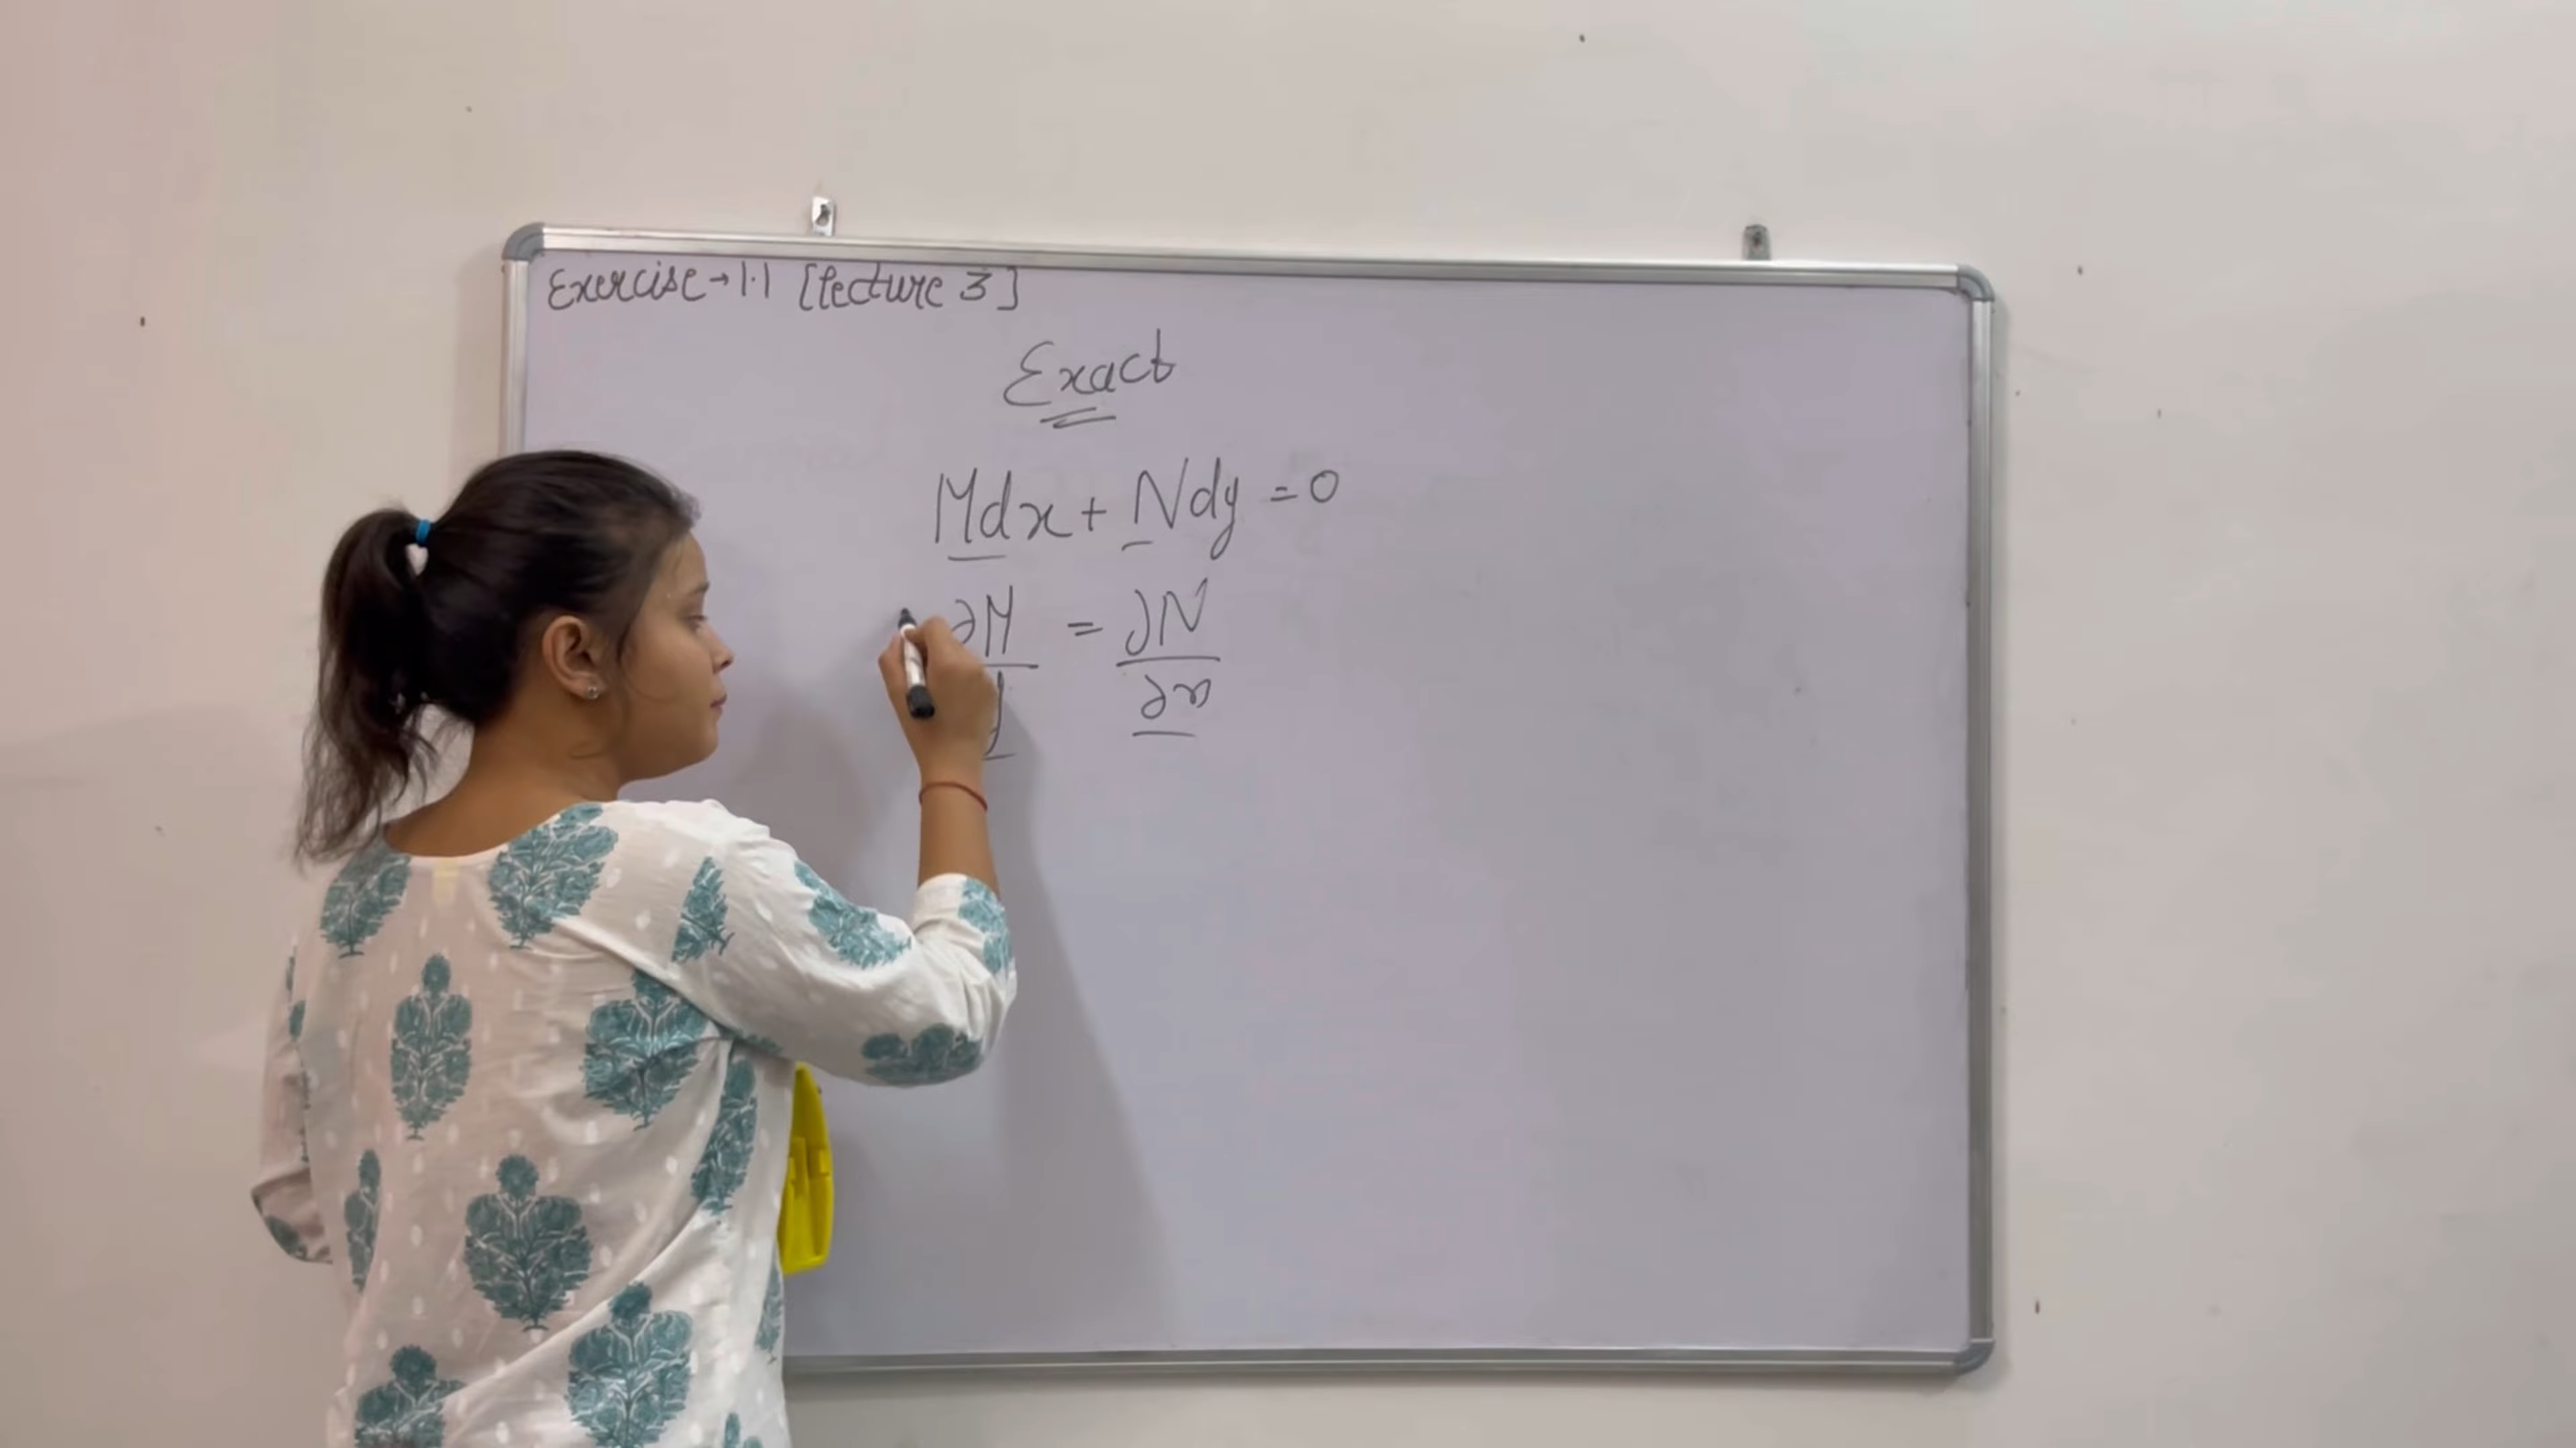 Exercise → 1.1 [lecture 3]
Exact
Mdx + Ndy = 0
∂M = ∂N
∂x